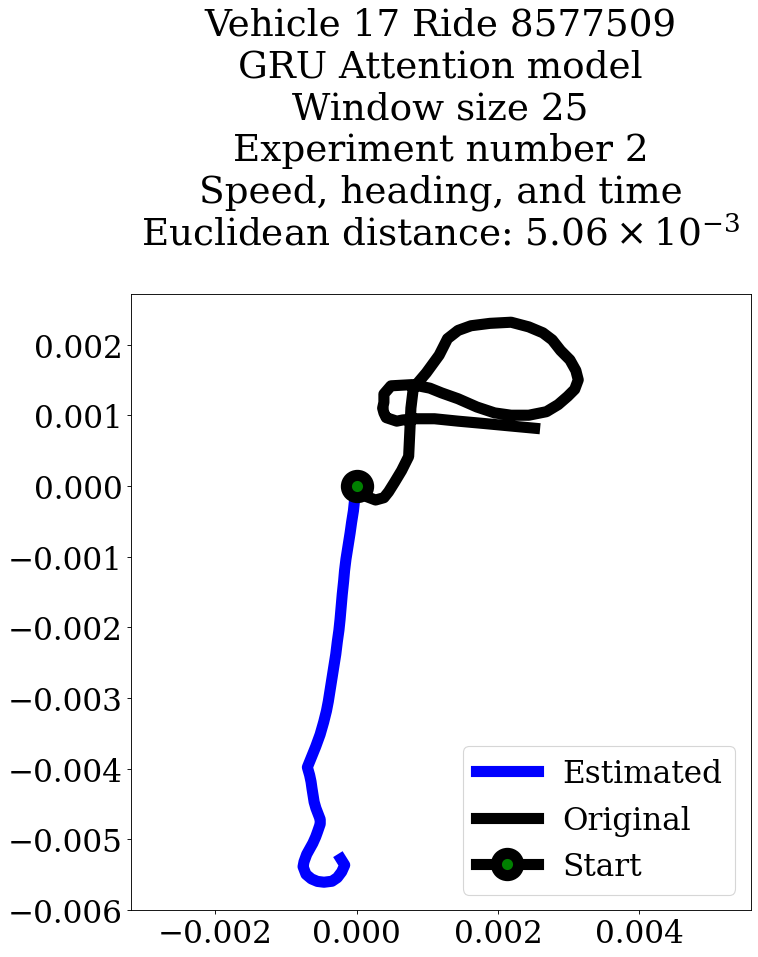 Vehicle 17 Ride 8577509
GRU Attention model
Window size 25
Experiment number 2
Speed, heading, and time
Euclidean distance: 5.06 × 10⁻³
0.002
0.001
0.000
−0.001
−0.002
−0.003
−0.004
−0.005
−0.006
Estimated
Original
Start
−0.002 0.000 0.002 0.004